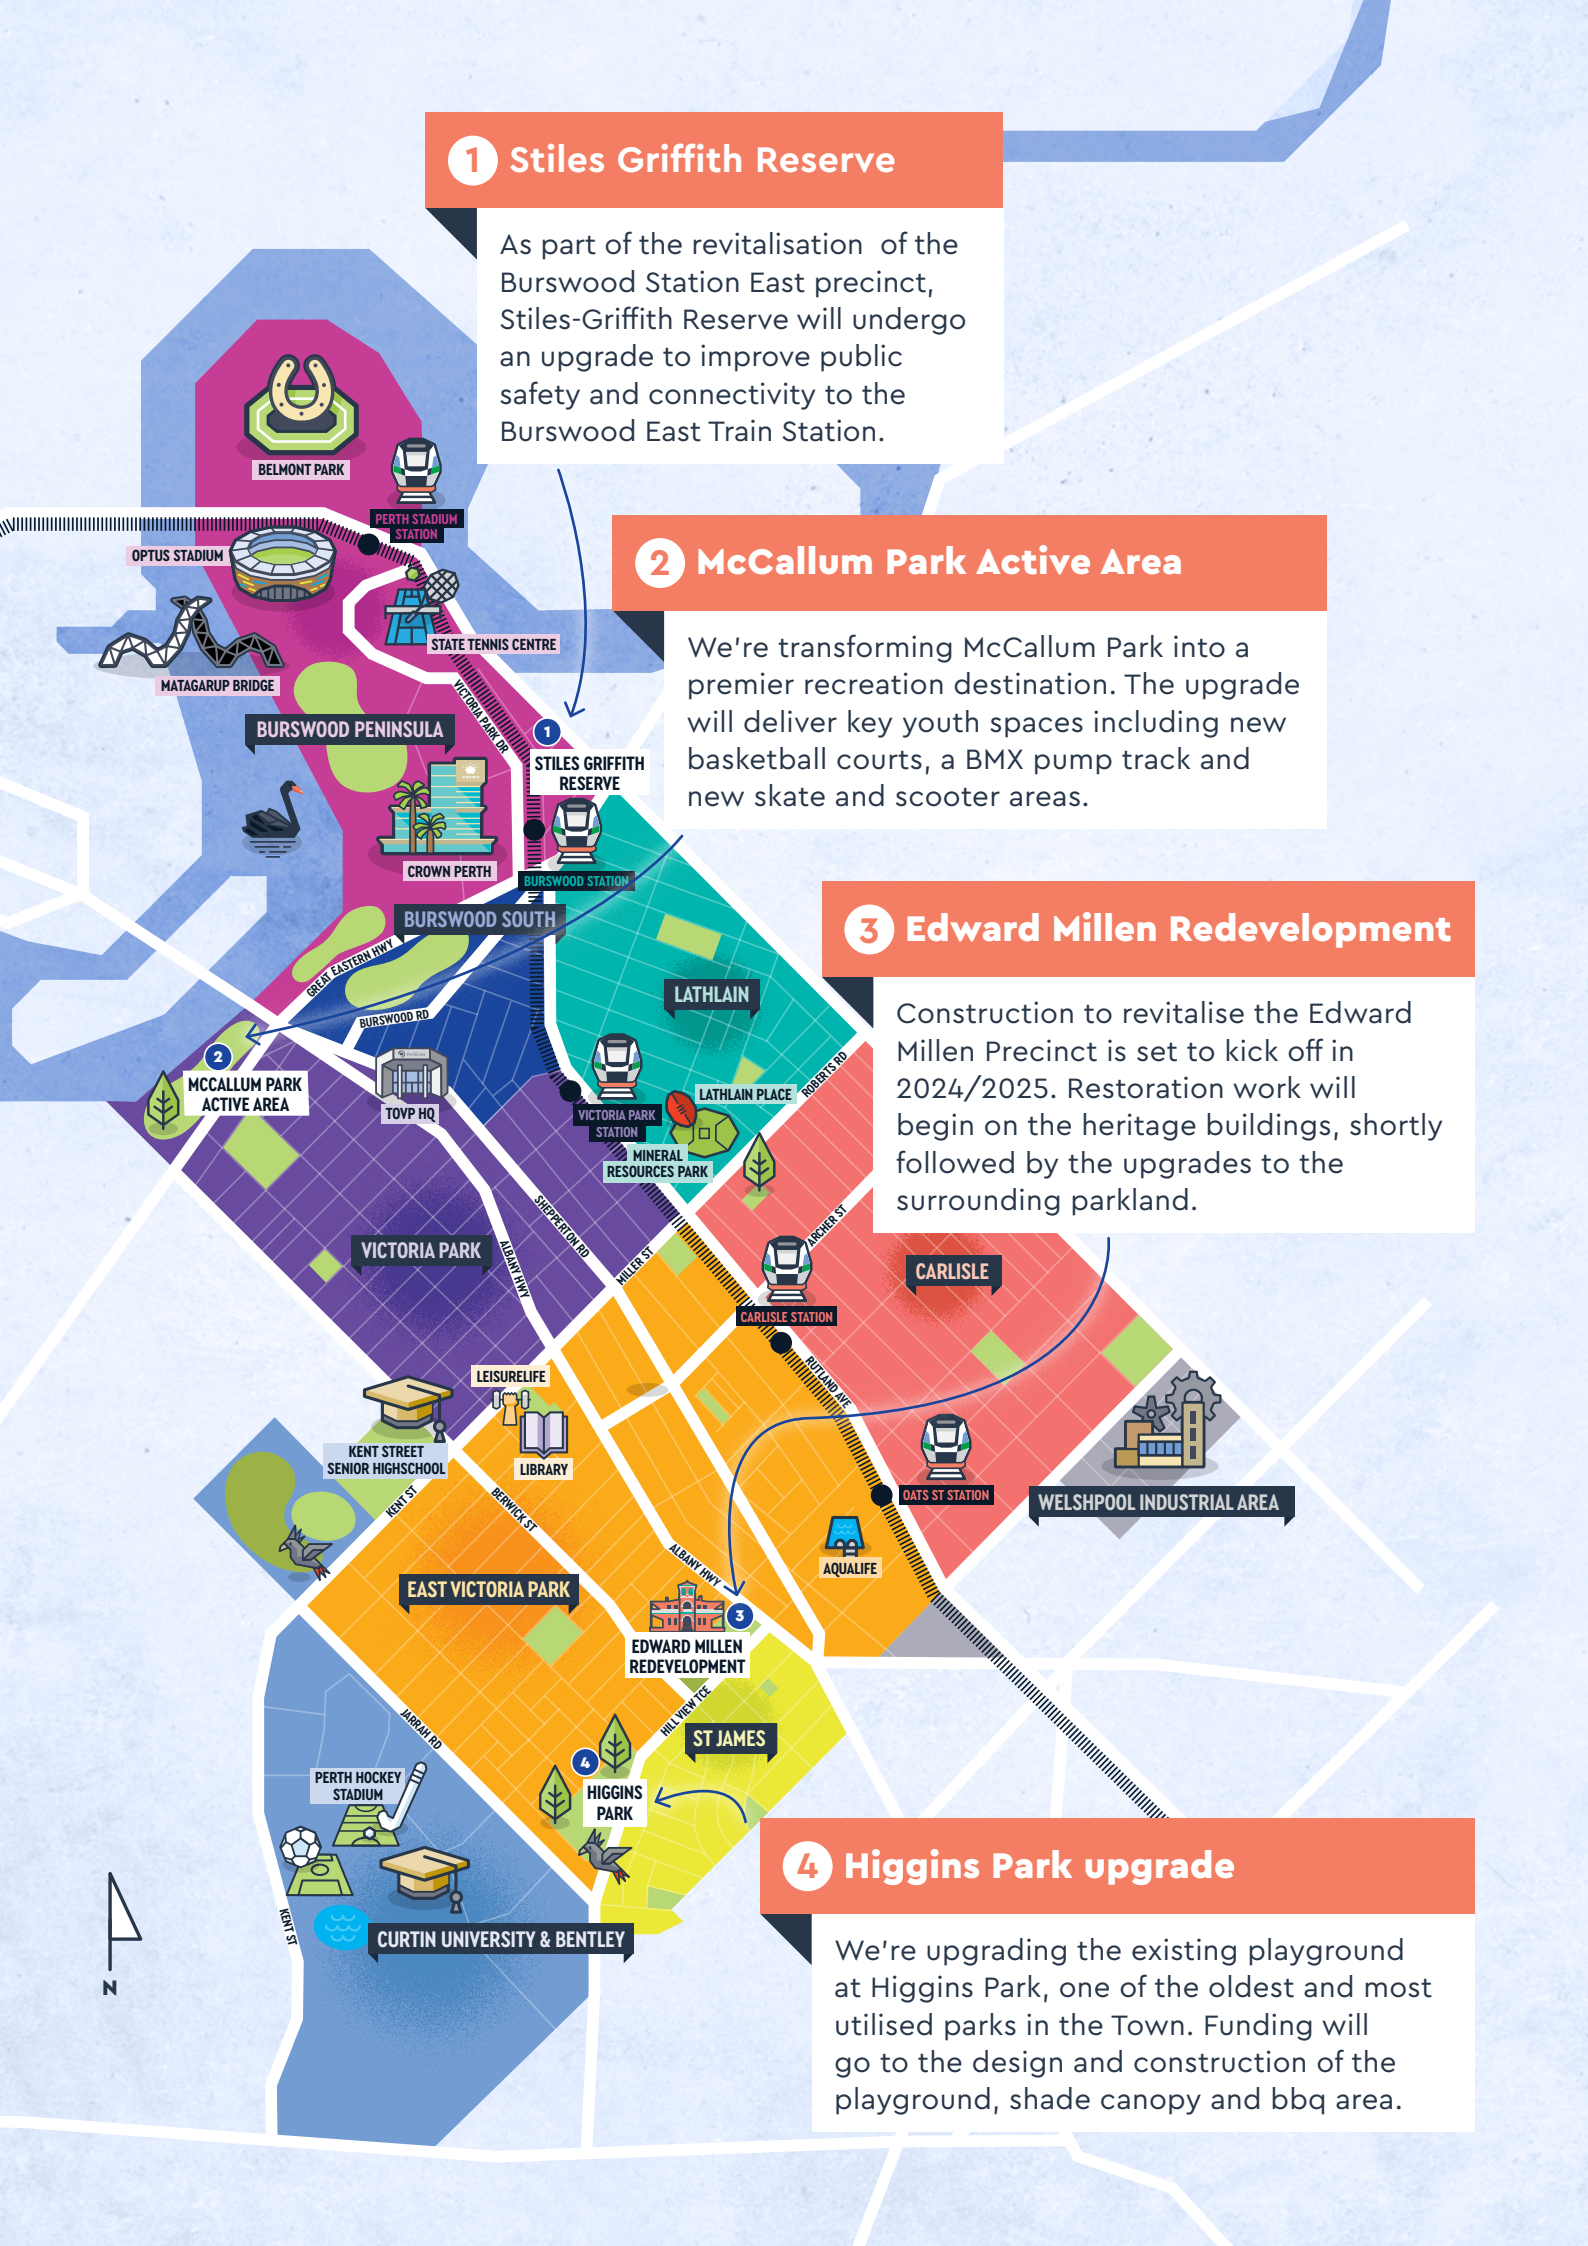 1 Stiles Griffith Reserve
As part of the revitalisation of the
Burswood Station East precinct,
Stiles-Griffith Reserve will undergo
an upgrade to improve public
safety and connectivity to the
Burswood East Train Station.
2 McCallum Park Active Area
We're transforming McCallum Park into a
premier recreation destination. The upgrade
will deliver key youth spaces including new
basketball courts, a BMX pump track and
new skate and scooter areas.
3 Edward Millen Redevelopment
Construction to revitalise the Edward
Millen Precinct is set to kick off in
2024/2025. Restoration work will
begin on the heritage buildings, shortly
followed by the upgrades to the
surrounding parkland.
4 Higgins Park upgrade
We're upgrading the existing playground
at Higgins Park, one of the oldest and most
utilised parks in the Town. Funding will
go to the design and construction of the
playground, shade canopy and bbq area.
BELMONT PARK
PERTH STADIUM
STATION
OPTUS STADIUM
STATE TENNIS CENTRE
MATAGARUP BRIDGE
VICTORIA PARK DR
BURSWOOD PENINSULA
1
STILES GRIFFITH
RESERVE
CROWN PERTH
BURSWOOD STATION
BURSWOOD SOUTH
GREAT EASTERN HWY
BURSWOOD RD
LATHLAIN
2
MCCALLUM PARK
ACTIVE AREA
TOVP HQ
VICTORIA PARK
STATION
LATHLAIN PLACE
ROBERTS RD
MINERAL
RESOURCES PARK
SHEPPERTON RD
ARCHER ST
VICTORIA PARK
ALBANY HWY
MILLER ST
CARLISLE
CARLISLE STATION
RUTLAND AVE
LEISURELIFE
KENT STREET
SENIOR HIGHSCHOOL
LIBRARY
KENT ST
BERWICK ST
OATS ST STATION
WELSHPOOL INDUSTRIAL AREA
AQUALIFE
ALBANY HWY
EAST VICTORIA PARK
3
EDWARD MILLEN
REDEVELOPMENT
HILL VIEW TCE
JARRAH RD
ST JAMES
4
HIGGINS
PARK
PERTH HOCKEY
STADIUM
KENT ST
CURTIN UNIVERSITY & BENTLEY
N